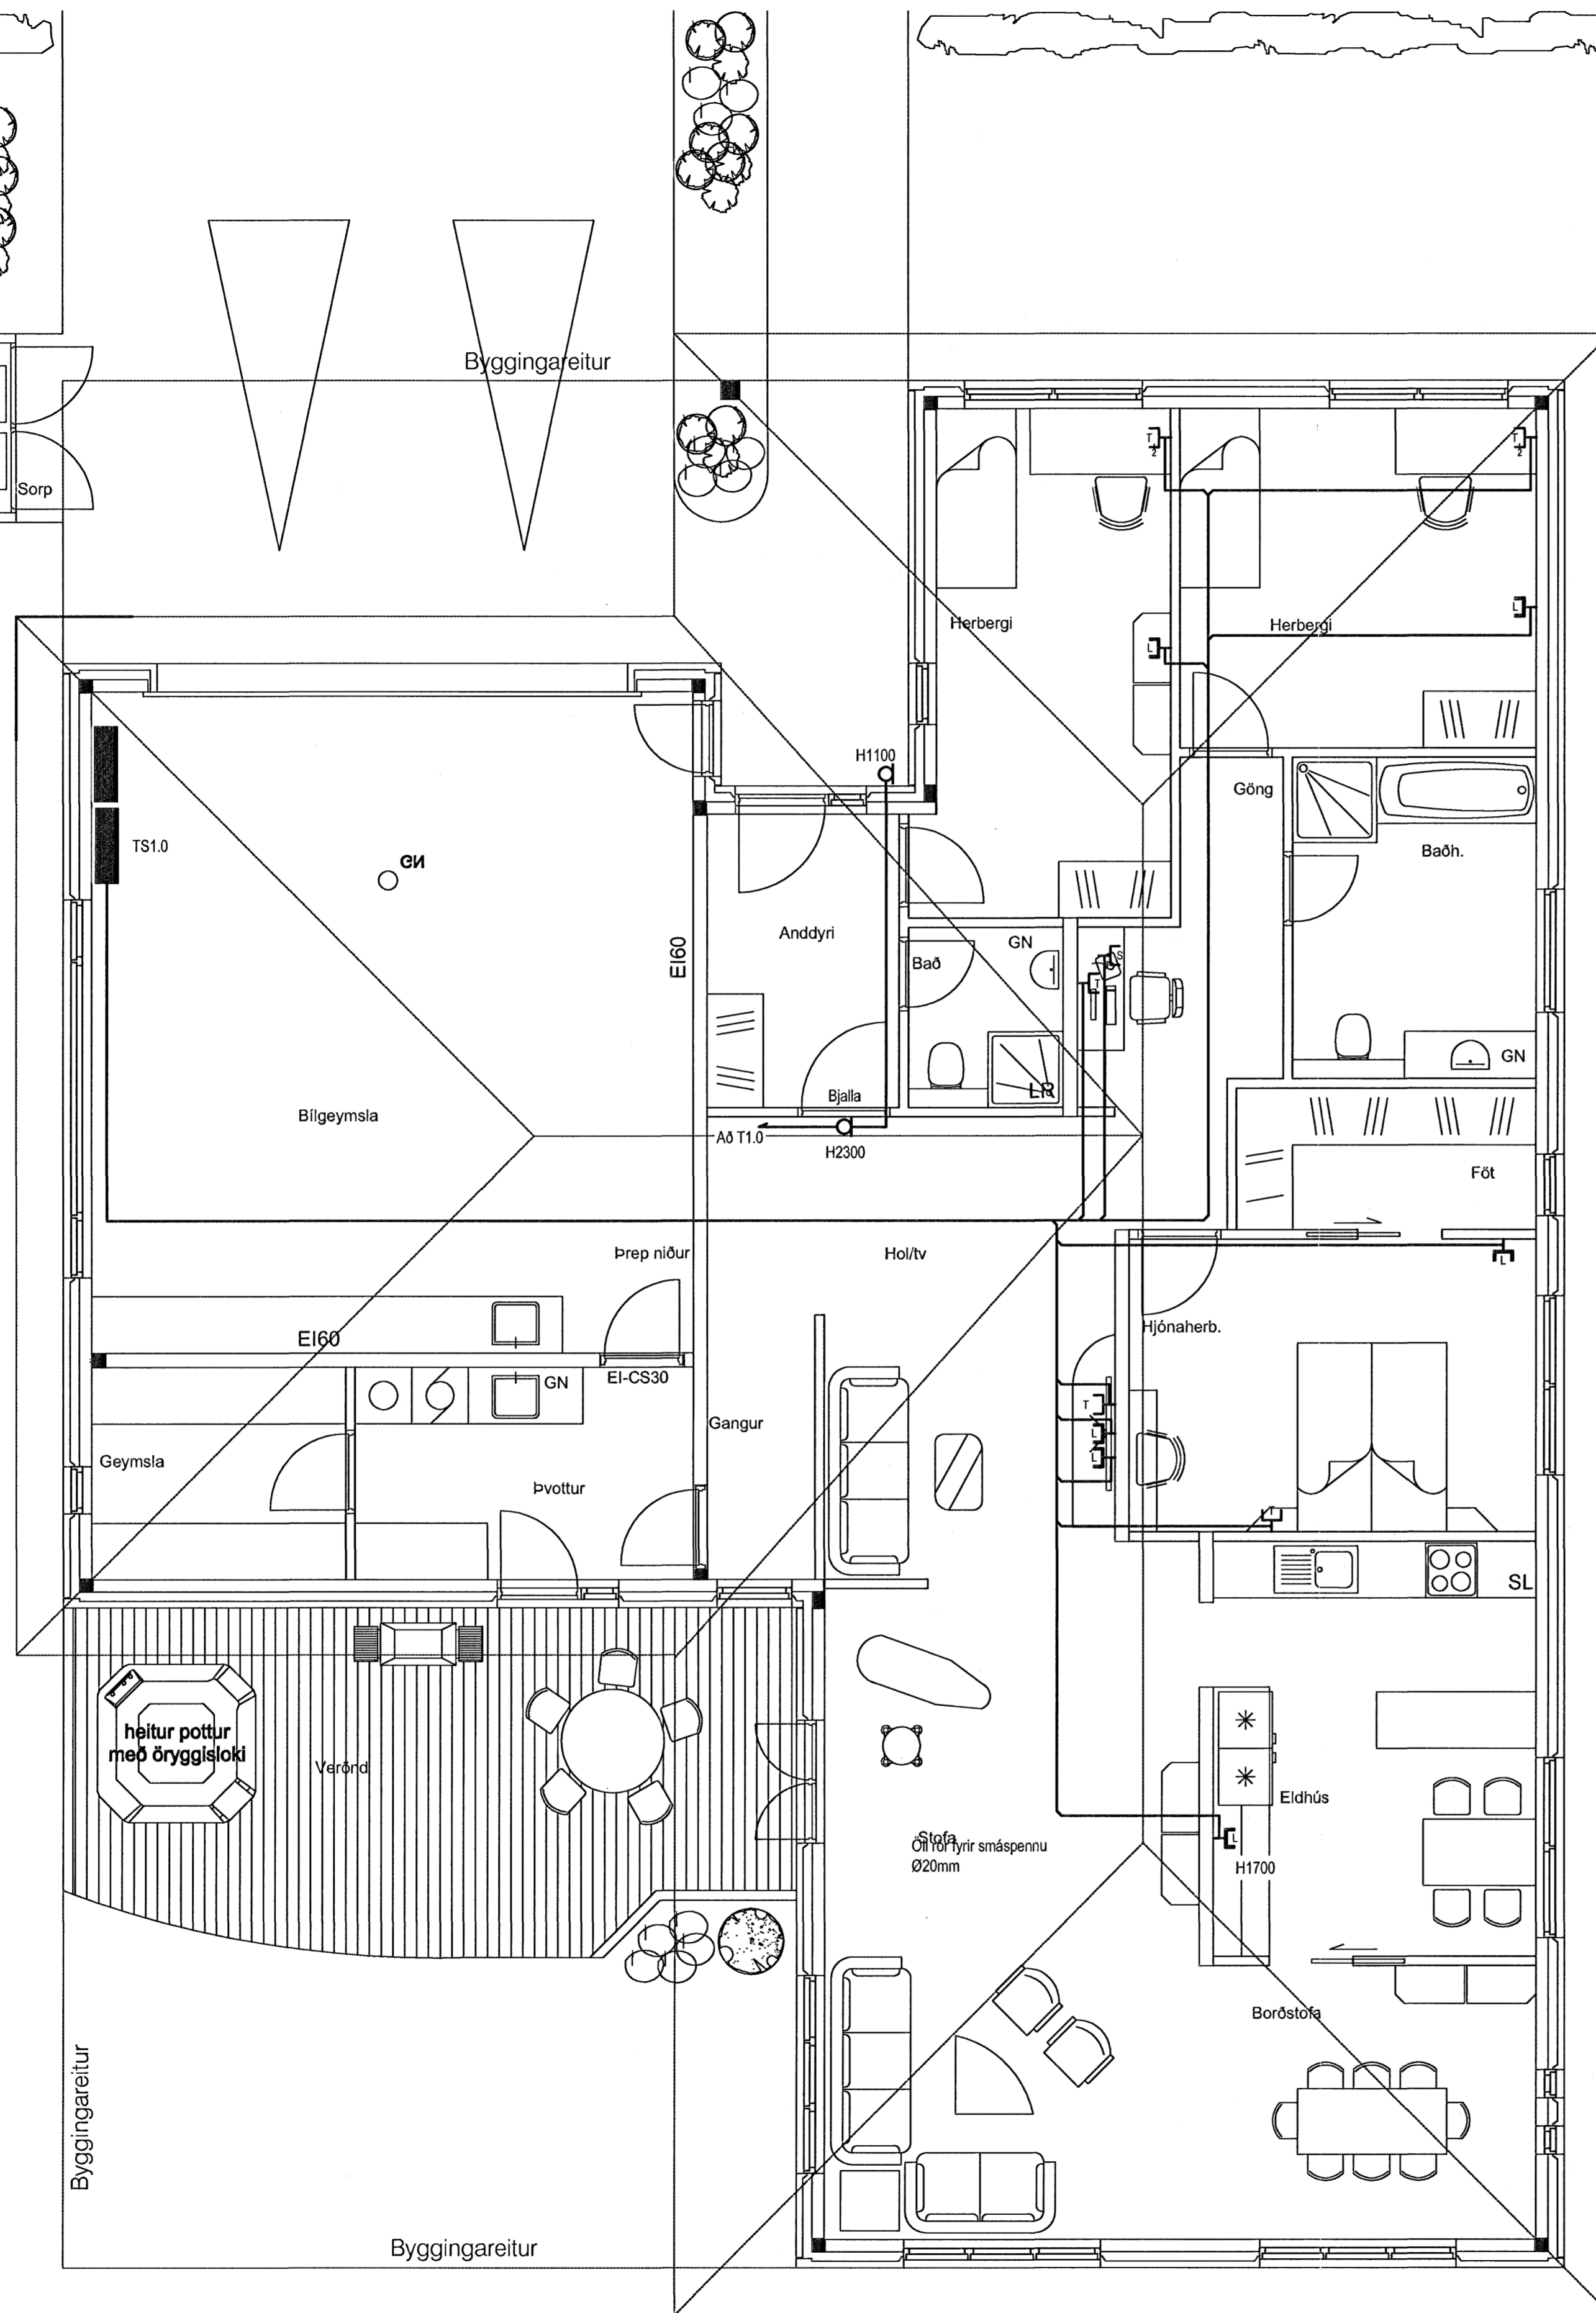 Byggingareitur
Sorp
T
2
T
2
L
L
Herbergi
Herbergi
H1100
Göng
TS1.0
GN
Baðh.
EI60
Anddyri
GN
Bað
S
T
GN
LR
Bjalla
Bílgeymsla
Að T1.0
H2300
Föt
Þrep niður
Hol/tv
L
EI60
Hjónaherb.
EI-CS30
GN
T
L
L
Gangur
Geymsla
Þvottur
T
SL
heitur pottur
með öryggisloki
Verönd
Eldhús
Stofa
Öll rör fyrir smáspennu
Ø20mm
L
H1700
Borðstofa
Byggingareitur
Byggingareitur